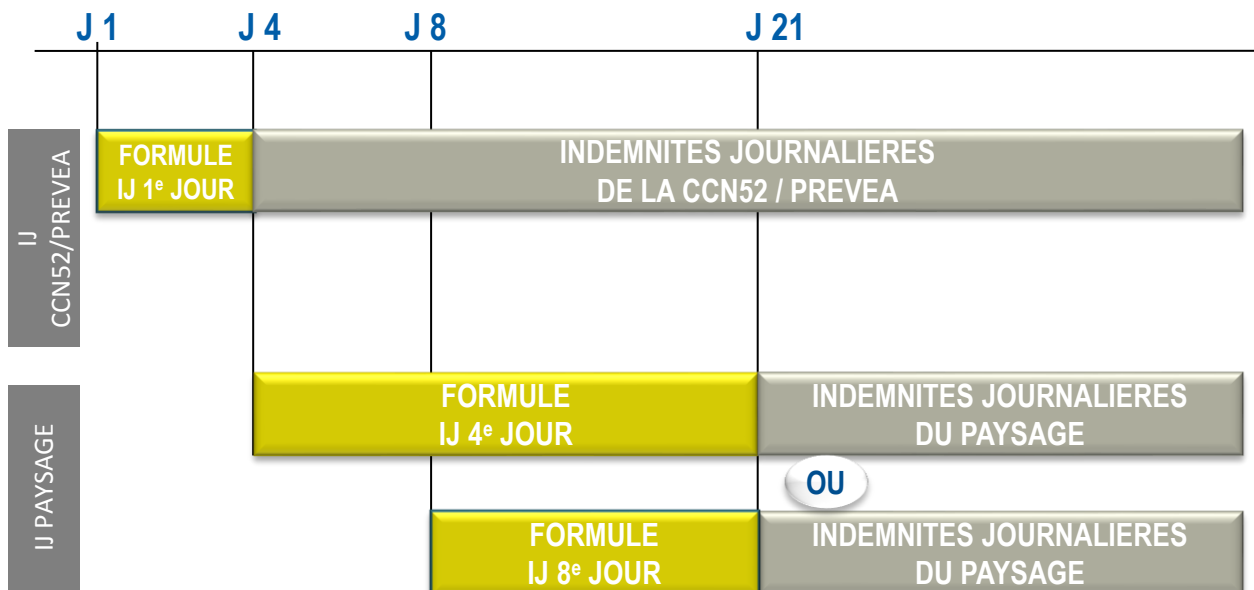 J 1 J 4 J 8 J 21
IJ
CCN52/PREVEA
FORMULE
IJ 1e JOUR
INDEMNITES JOURNALIERES
DE LA CCN52 / PREVEA
IJ PAYSAGE
FORMULE
IJ 4e JOUR
INDEMNITES JOURNALIERES
DU PAYSAGE
OU
FORMULE
IJ 8e JOUR
INDEMNITES JOURNALIERES
DU PAYSAGE